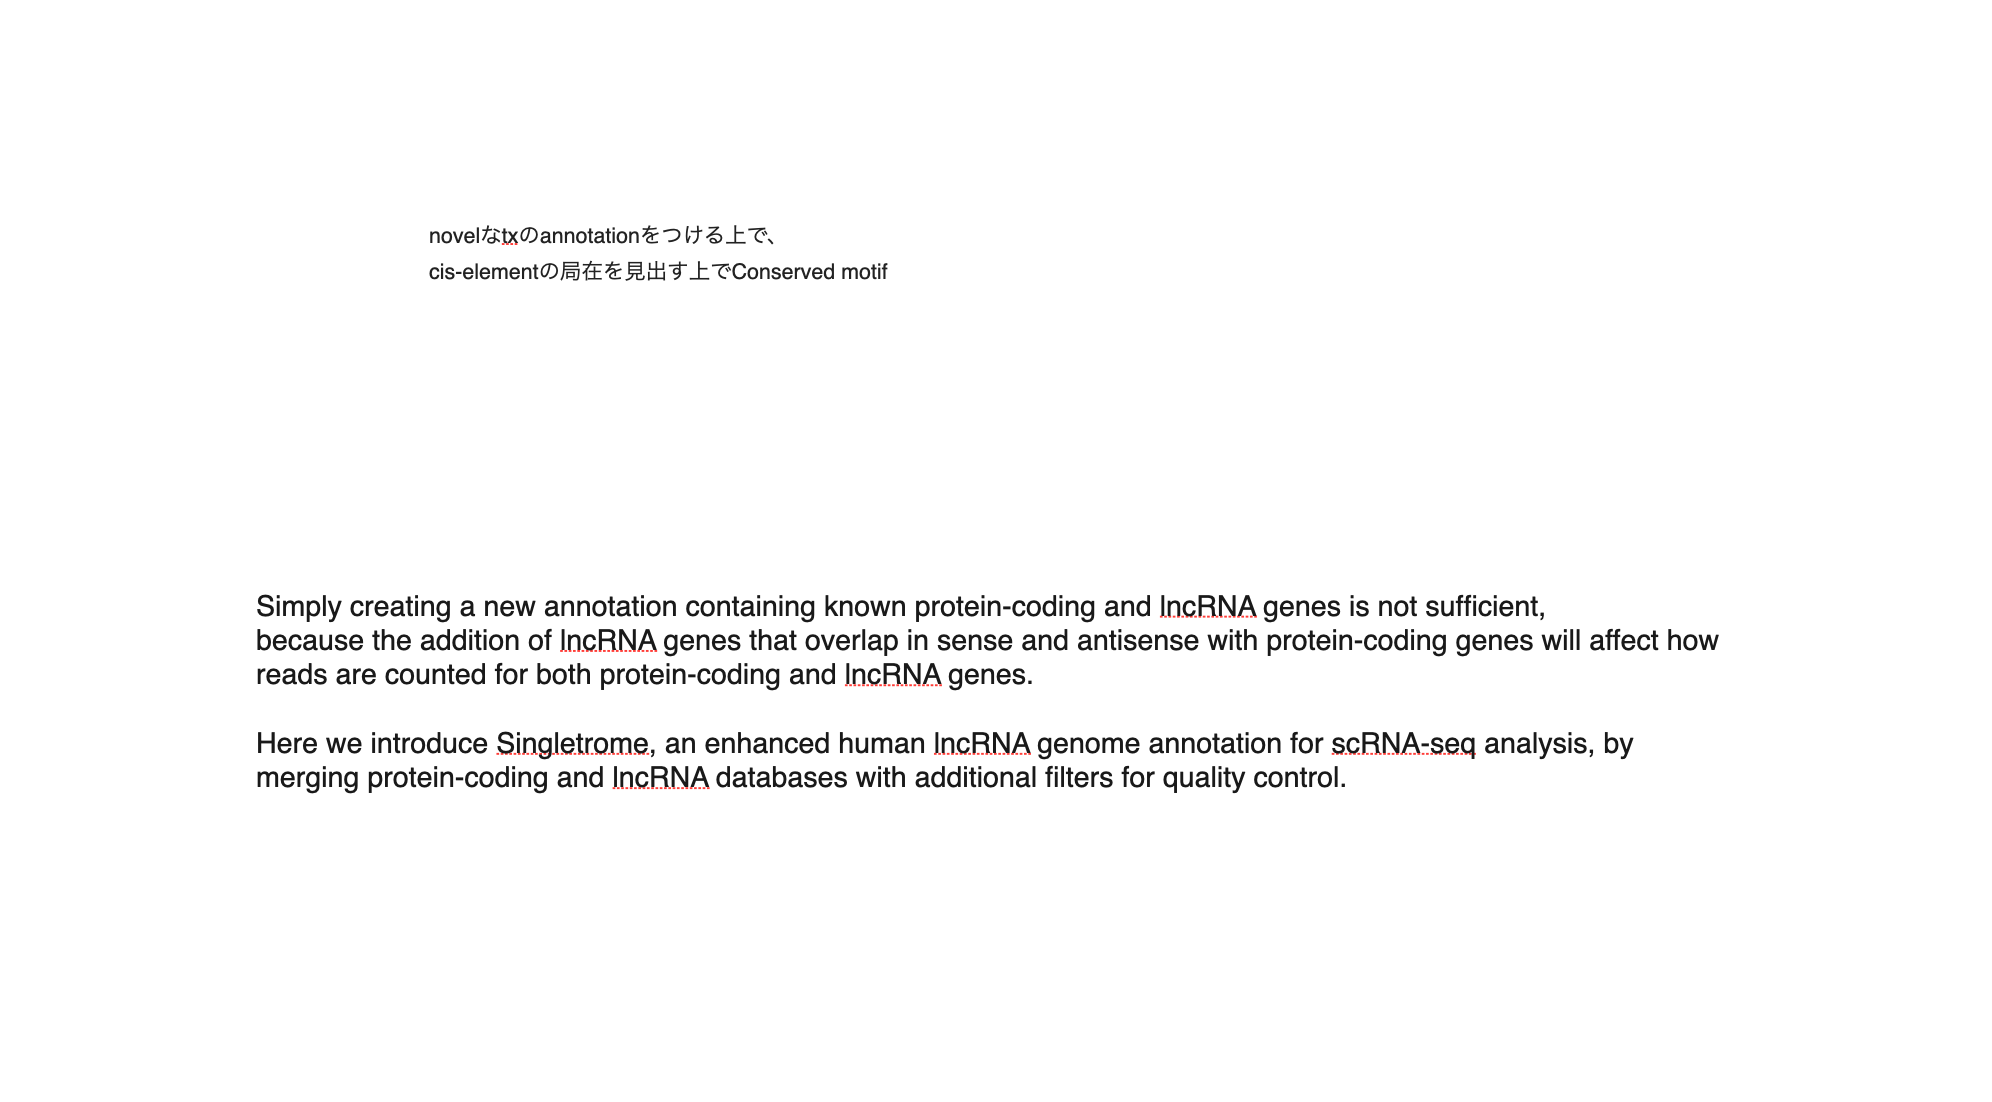 novelなtxのannotationをつける上で、
cis-elementの局在を見出す上でConserved motif
Simply creating a new annotation containing known protein-coding and lncRNA genes is not sufficient,
because the addition of lncRNA genes that overlap in sense and antisense with protein-coding genes will affect how
reads are counted for both protein-coding and lncRNA genes.
Here we introduce Singletrome, an enhanced human lncRNA genome annotation for scRNA-seq analysis, by
merging protein-coding and lncRNA databases with additional filters for quality control.